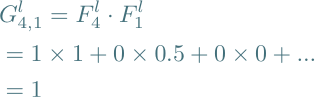 G^l_{4,1} = F^l_4 · F^l_1
= 1 × 1 + 0 × 0.5 + 0 × 0 + ...
= 1